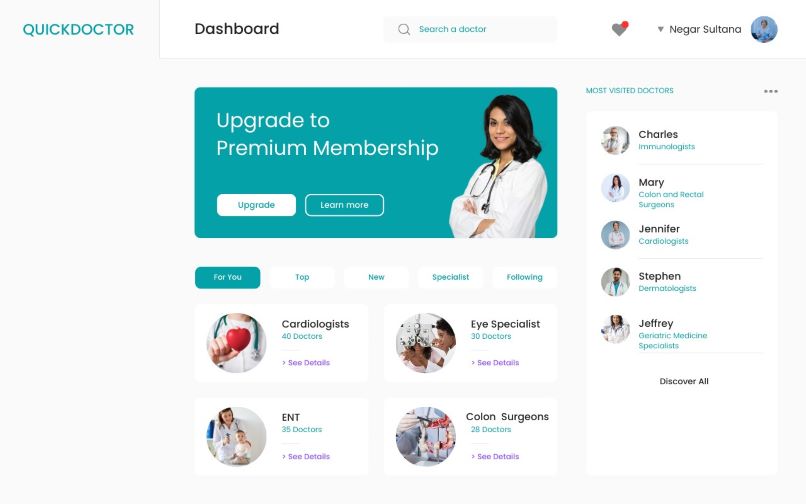 QUICKDOCTOR
Dashboard
Search a doctor
Negar Sultana
Upgrade to
Premium Membership
Upgrade
Learn more
For You
Top
New
Specialist
Following
Cardiologists
40 Doctors
> See Details
Eye Specialist
30 Doctors
> See Details
ENT
35 Doctors
> See Details
Colon Surgeons
28 Doctors
> See Details
MOST VISITED DOCTORS
Charles
Immunologists
Mary
Colon and Rectal
Surgeons
Jennifer
Cardiologists
Stephen
Dermatologists
Jeffrey
Geriatric Medicine
Specialists
Discover All